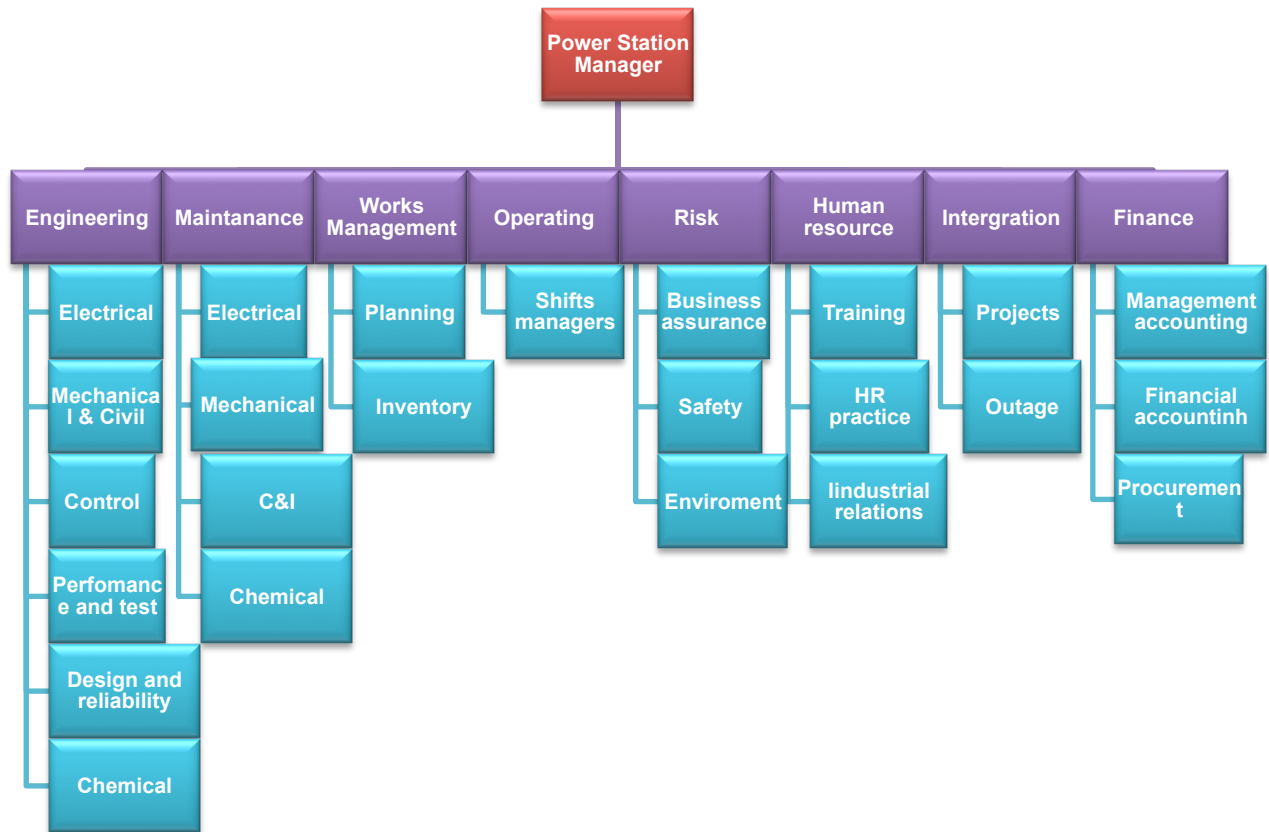 Power Station
Manager
Engineering
Maintanance
Works
Management
Operating
Risk
Human
resource
Intergration
Finance
Electrical
Mechanica
l & Civil
Control
Perfomanc
e and test
Design and
reliability
Chemical
Electrical
Mechanical
C&I
Chemical
Planning
Inventory
Shifts
managers
Business
assurance
Safety
Enviroment
Training
HR
practice
Iindustrial
relations
Projects
Outage
Management
accounting
Financial
accountinh
Procuremen
t